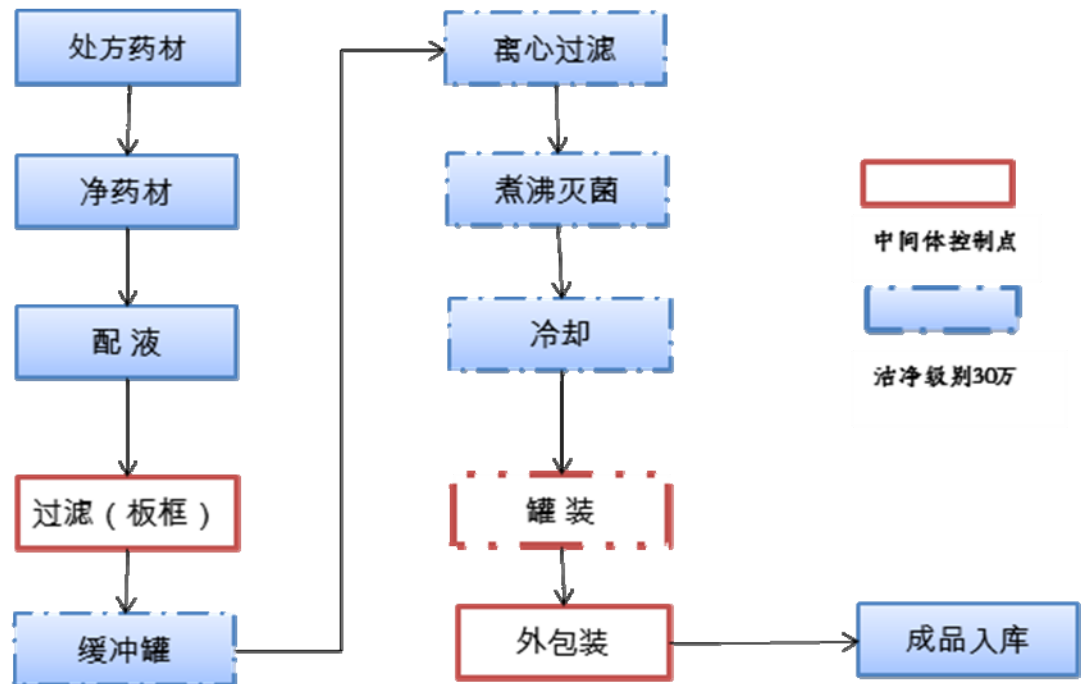 处方药材
净药材
配 液
过滤（板框）
缓冲罐
离心过滤
煮沸灭菌
冷却
罐 装
外包装
成品入库
中间体控制点
洁净级别30万